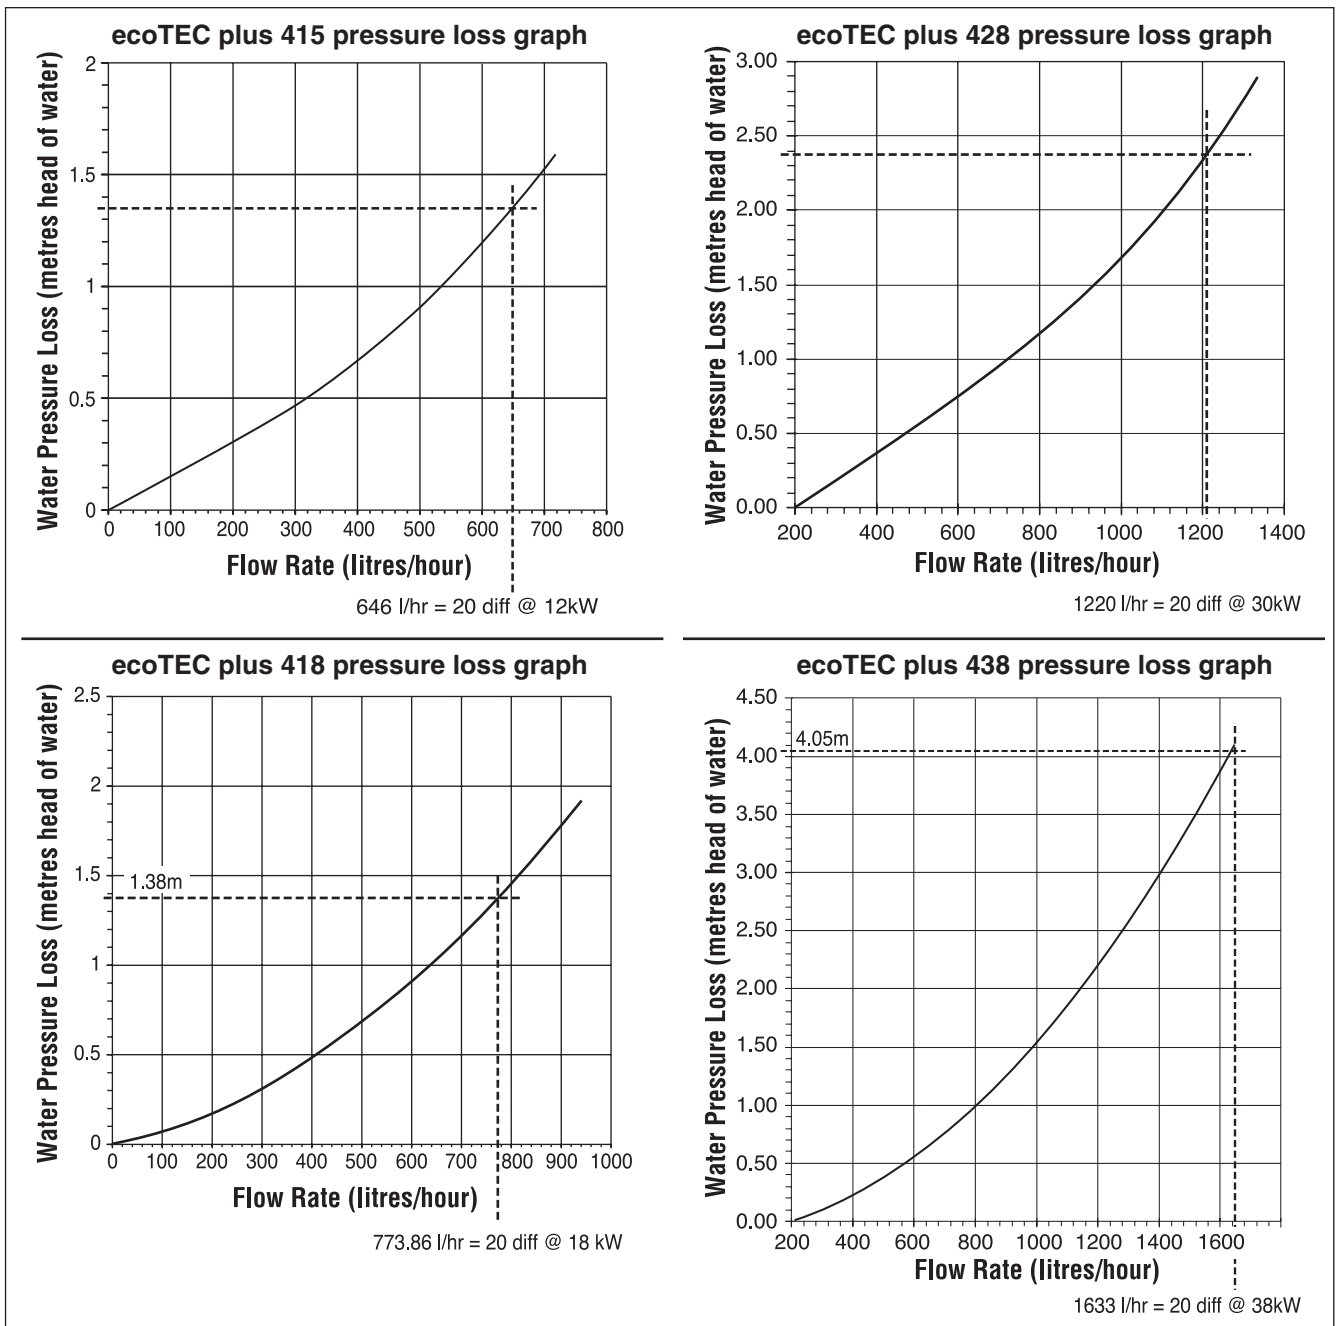 ecoTEC plus 415 pressure loss graph
Water Pressure Loss (metres head of water)
2
1.5
1
0.5
0
0 100 200 300 400 500 600 700 800
Flow Rate (litres/hour)
646 l/hr = 20 diff @ 12kW
ecoTEC plus 428 pressure loss graph
Water Pressure Loss (metres head of water)
3.00
2.50
2.00
1.50
1.00
0.50
0.00
200 400 600 800 1000 1200 1400
Flow Rate (litres/hour)
1220 l/hr = 20 diff @ 30kW
ecoTEC plus 418 pressure loss graph
Water Pressure Loss (metres head of water)
2.5
2
1.5
1.38m
1
0.5
0
0 100 200 300 400 500 600 700 800 900 1000
Flow Rate (litres/hour)
773.86 l/hr = 20 diff @ 18 kW
ecoTEC plus 438 pressure loss graph
Water Pressure Loss (metres head of water)
4.50
4.05m
4.00
3.50
3.00
2.50
2.00
1.50
1.00
0.50
0.00
200 400 600 800 1000 1200 1400 1600
Flow Rate (litres/hour)
1633 l/hr = 20 diff @ 38kW